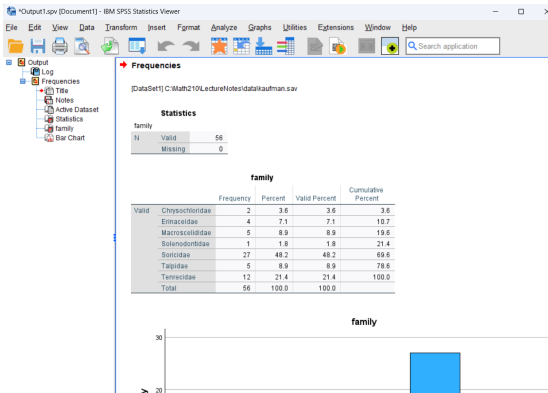 *Output1.spv [Document1] - IBM SPSS Statistics Viewer
File Edit View Data Transform Insert Format Analyze Graphs Utilities Extensions Window Help
Search application
Output
Log
Frequencies
Title
Notes
Active Dataset
Statistics
family
Bar Chart
Frequencies
[DataSet1] C:\Math210\LectureNotes\data\kaufman.sav
Statistics
family
N Valid 56
Missing 0
family
Frequency Percent Valid Percent Cumulative Percent
Valid Chrysochloridae 2 3.6 3.6 3.6
Erinaceidae 4 7.1 7.1 10.7
Macroscelididae 5 8.9 8.9 19.6
Solenodontidae 1 1.8 1.8 21.4
Soricidae 27 48.2 48.2 69.6
Talpidae 5 8.9 8.9 78.6
Tenrecidae 12 21.4 21.4 100.0
Total 56 100.0 100.0
family
30
20